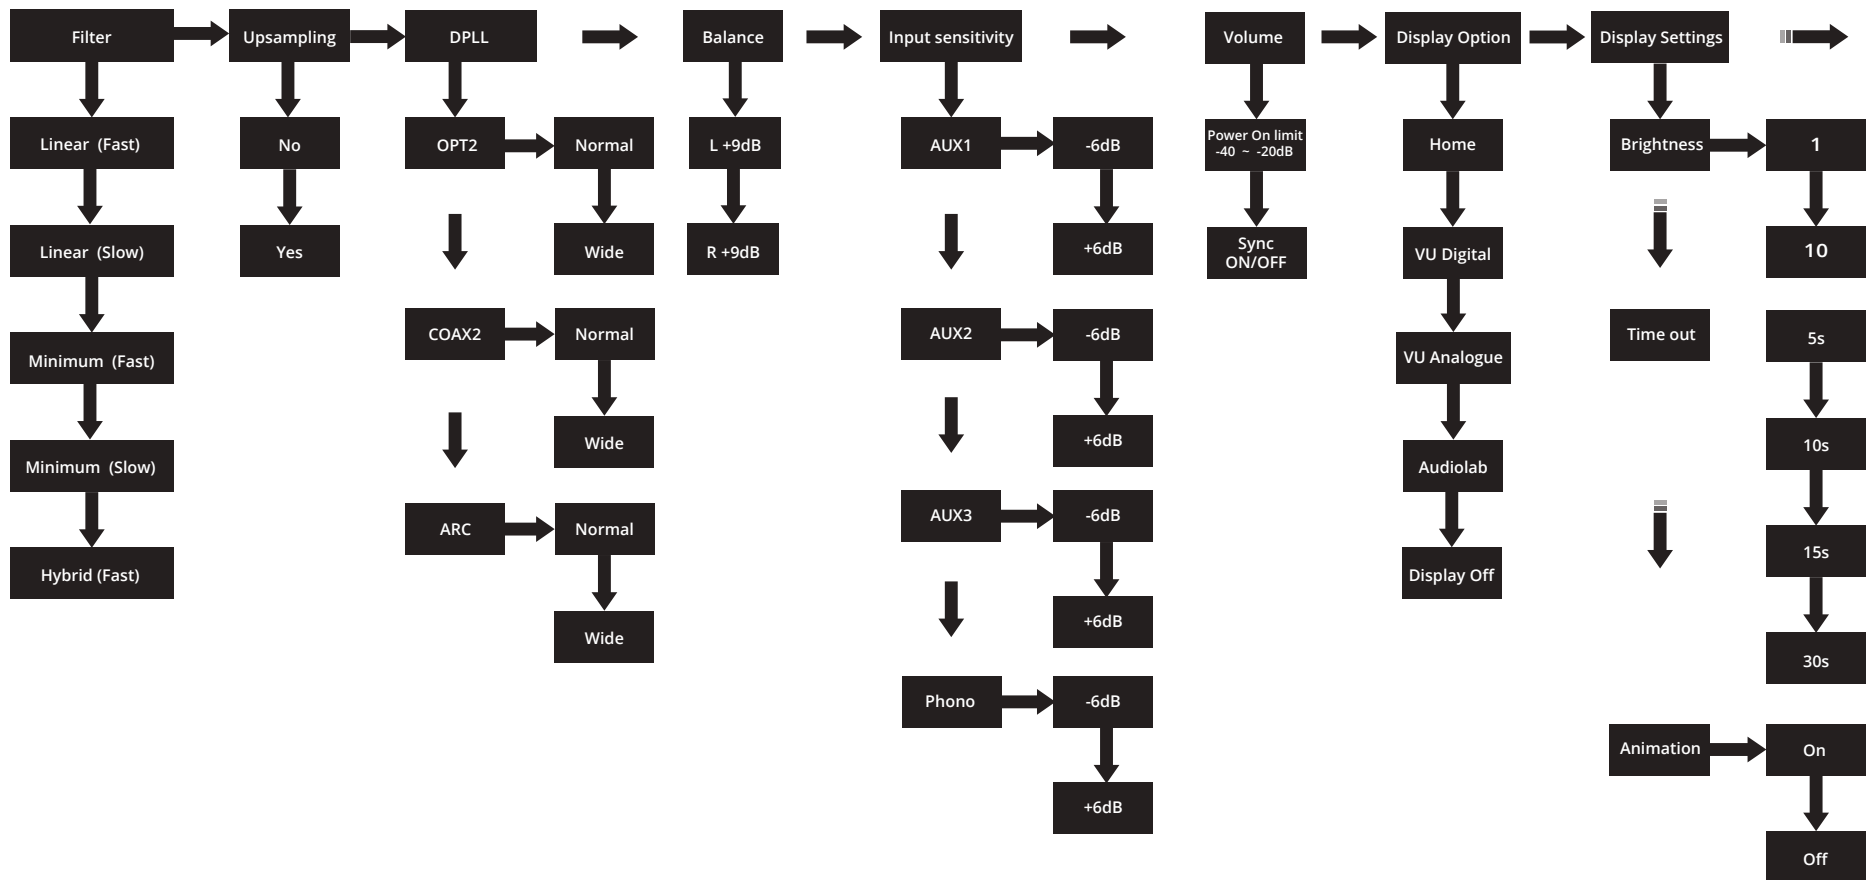 Filter
Upsampling
DPLL
Balance
Input sensitivity
Volume
Display Option
Display Settings
Linear (Fast)
Linear (Slow)
Minimum (Fast)
Minimum (Slow)
Hybrid (Fast)
No
Yes
OPT2
Normal
Wide
COAX2
Normal
Wide
ARC
Normal
Wide
L +9dB
R +9dB
AUX1
-6dB
+6dB
AUX2
-6dB
+6dB
AUX3
-6dB
+6dB
Phono
-6dB
+6dB
Power On limit
-40 ~ -20dB
Sync
ON/OFF
Home
VU Digital
VU Analogue
Audiolab
Display Off
Brightness
1
10
Time out
5s
10s
15s
30s
Animation
On
Off